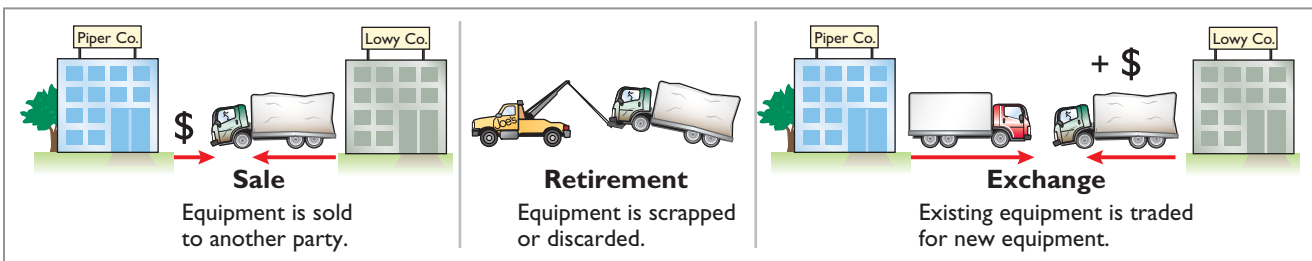 Piper Co.
Lowy Co.
$
Sale
Equipment is sold
to another party.
Joe's
Retirement
Equipment is scrapped
or discarded.
Piper Co.
Lowy Co.
+ $
Exchange
Existing equipment is traded
for new equipment.